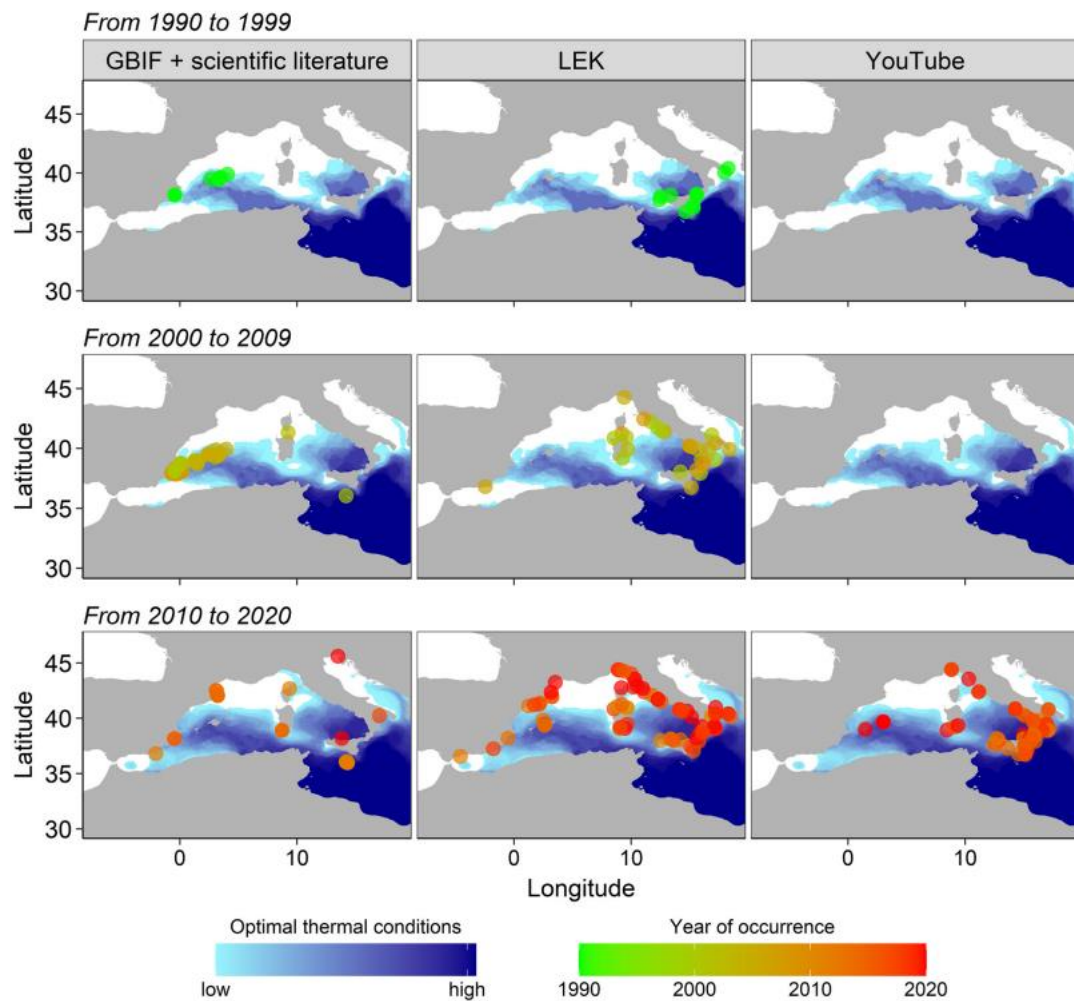 From 1990 to 1999
GBIF + scientific literature LEK YouTube
45
40
35
30
Latitude
From 2000 to 2009
45
40
35
30
Latitude
From 2010 to 2020
45
40
35
30
Latitude
0 10 0 10 0 10
Longitude
Optimal thermal conditions Year of occurrence
low high 1990 2000 2010 2020